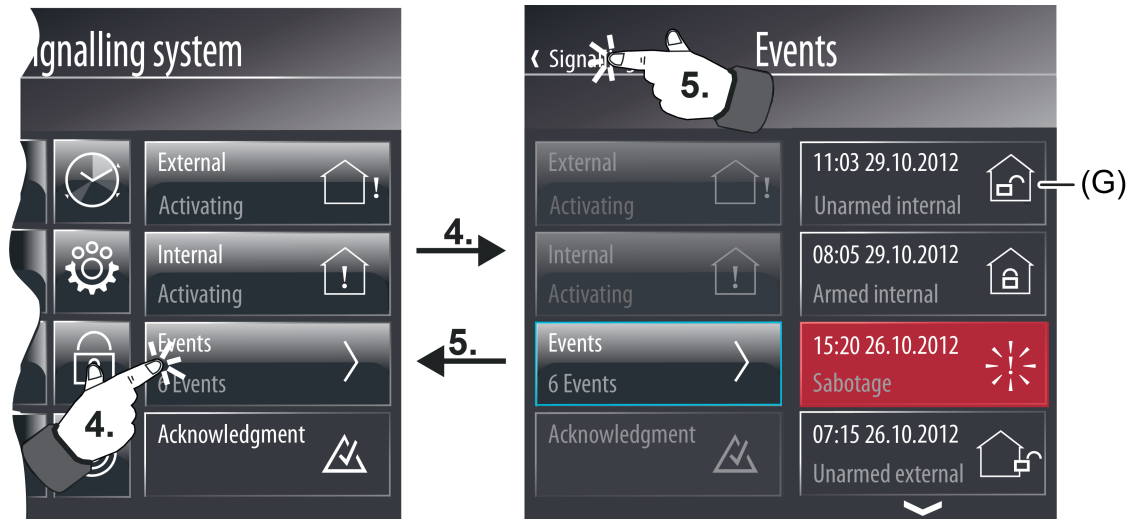 ignalling system
External
Activating
Internal
Activating
Events
6 Events
Acknowledgment
4.
4.
5.
Events
5.
External
Activating
Internal
Activating
Events
6 Events
Acknowledgment
11:03 29.10.2012
Unarmed internal
08:05 29.10.2012
Armed internal
15:20 26.10.2012
Sabotage
07:15 26.10.2012
Unarmed external
(G)